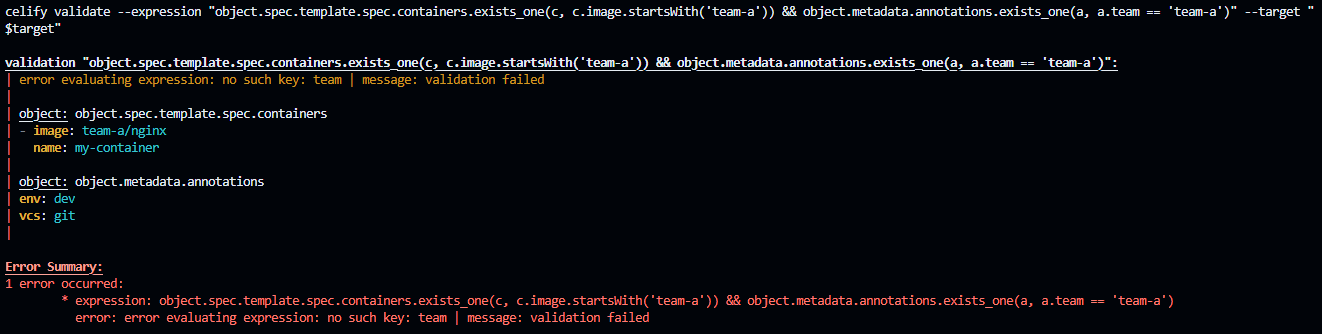 celify validate --expression "object.spec.template.spec.containers.exists_one(c, c.image.startsWith('team-a')) && object.metadata.annotations.exists_one(a, a.team == 'team-a')" --target "
$target"
validation "object.spec.template.spec.containers.exists_one(c, c.image.startsWith('team-a')) && object.metadata.annotations.exists_one(a, a.team == 'team-a')":
| error evaluating expression: no such key: team | message: validation failed
|
| object: object.spec.template.spec.containers
| - image: team-a/nginx
|   name: my-container
|
| object: object.metadata.annotations
| env: dev
| vcs: git
|
Error Summary:
1 error occurred:
        * expression: object.spec.template.spec.containers.exists_one(c, c.image.startsWith('team-a')) && object.metadata.annotations.exists_one(a, a.team == 'team-a')
          error: error evaluating expression: no such key: team | message: validation failed